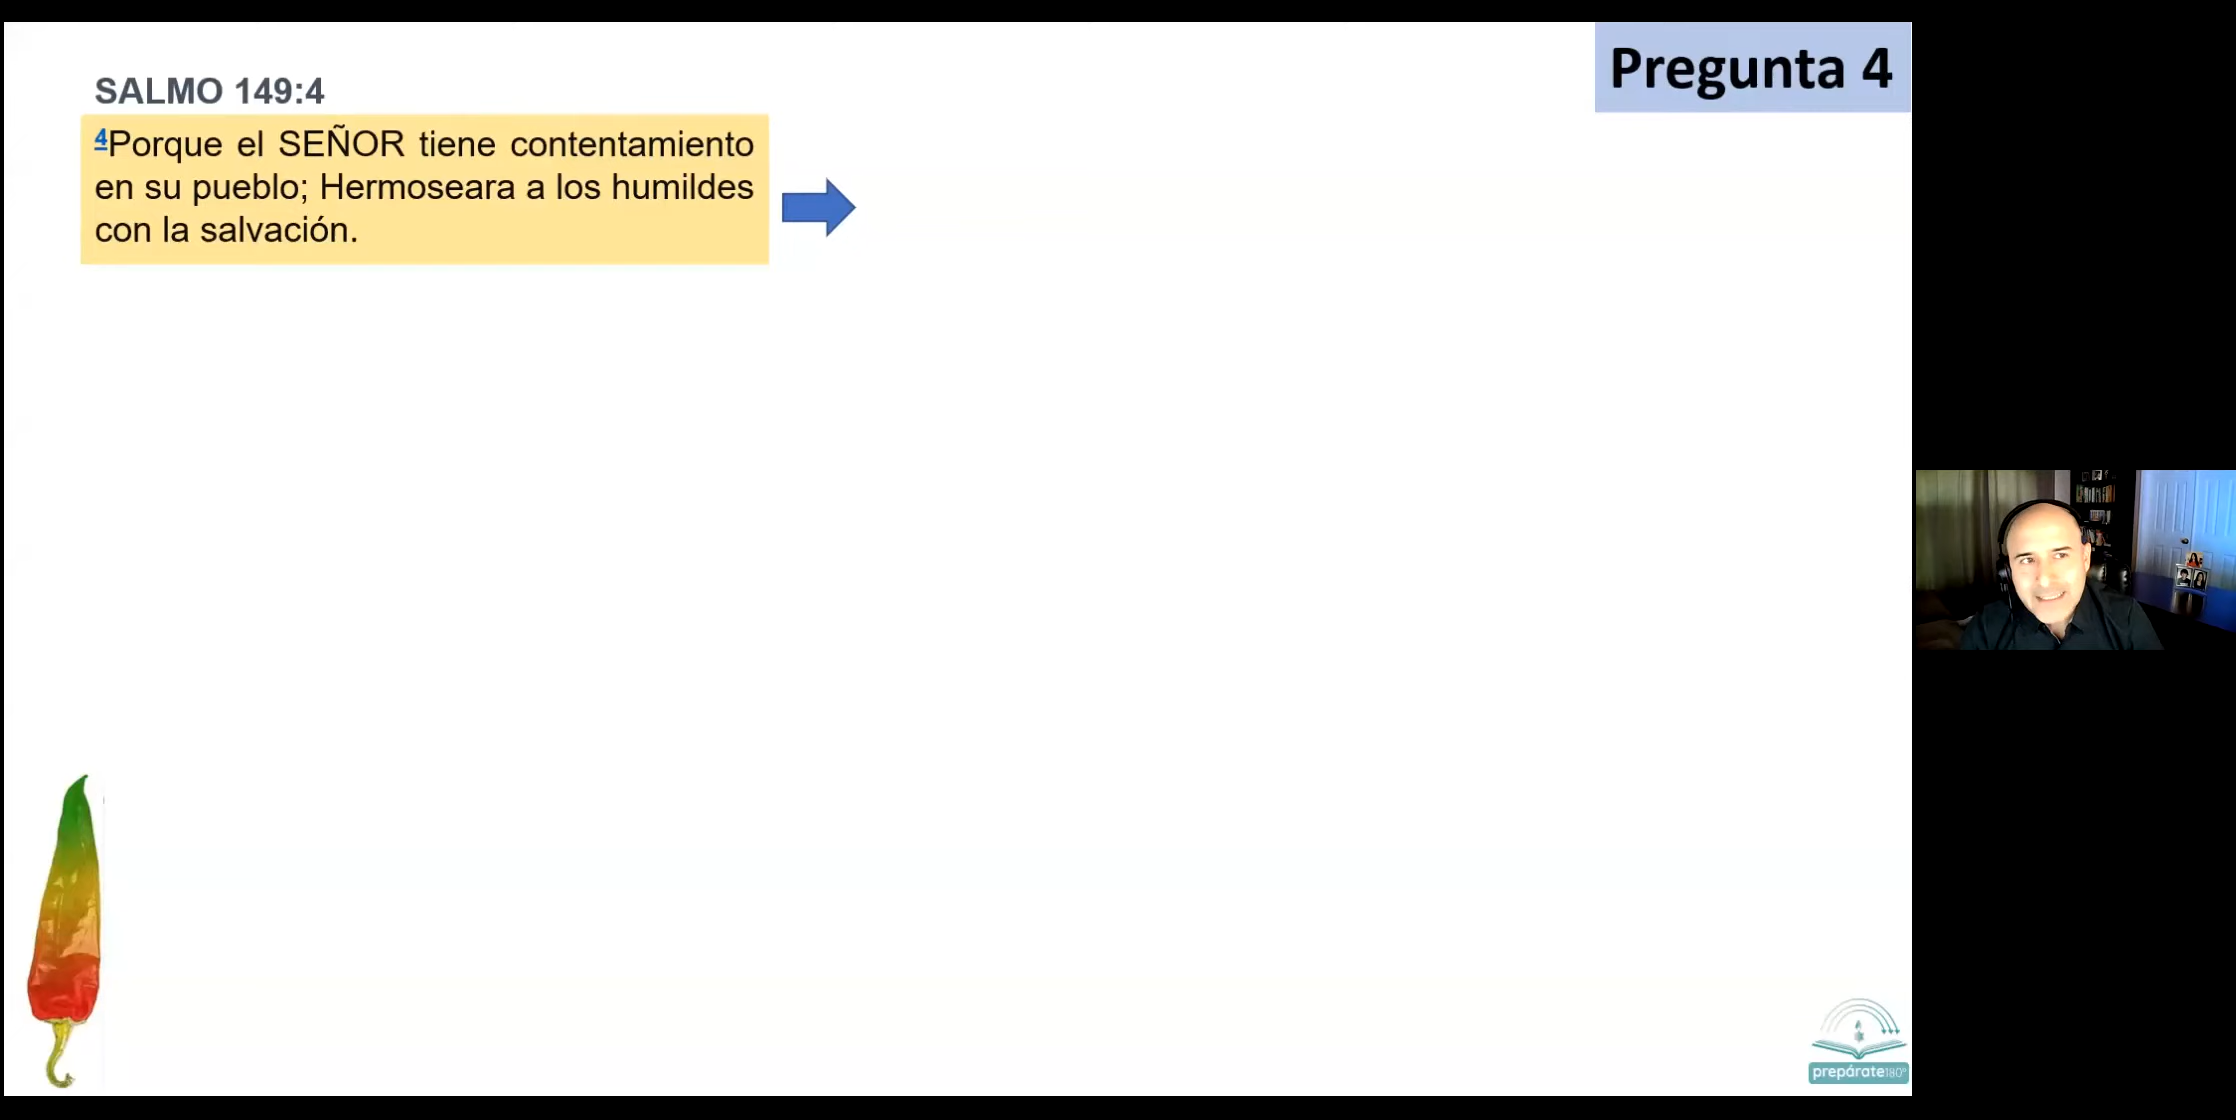 Pregunta 4
SALMO 149:4
4Porque el SEÑOR tiene contentamiento
en su pueblo; Hermoseara a los humildes
con la salvación.
prepárate180°